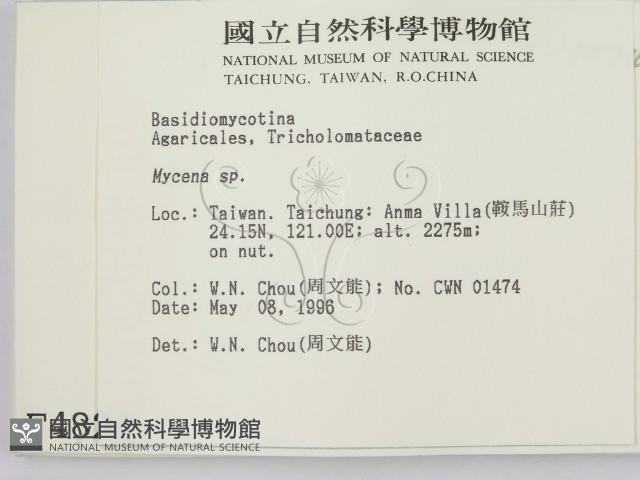 國立自然科學博物館
NATIONAL MUSEUM OF NATURAL SCIENCE
TAICHUNG, TAIWAN, R.O.CHINA
Basidiomycotina
Agaricales, Tricholomataceae
Mycena sp.
Loc.: Taiwan. Taichung: Anma Villa(鞍馬山莊)
24.15N, 121.00E; alt. 2275m;
on nut.
Col.: W.N. Chou(周文能); No. CWN 01474
Date: May 08, 1996
Det.: W.N. Chou(周文能)
國立自然科學博物館
NATIONAL MUSEUM OF NATURAL SCIENCE